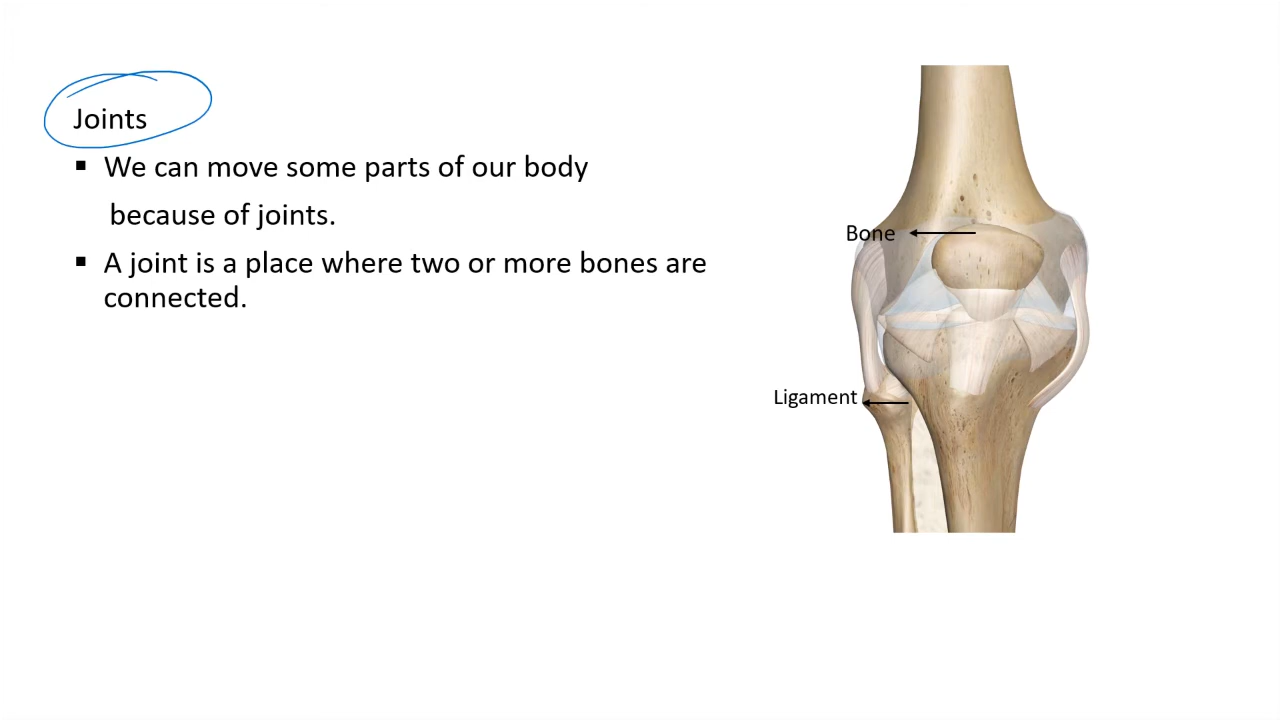 Joints
▪ We can move some parts of our body
because of joints.
▪ A joint is a place where two or more bones are
connected.
Bone
Ligament